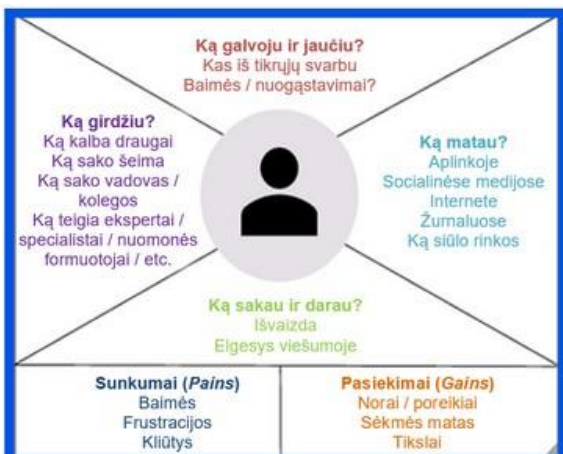 Ką galvoju ir jaučiu?
Kas iš tikrųjų svarbu
Baimės / nuogąstavimai?
Ką girdžiu?
Ką kalba draugai
Ką sako šeima
Ką sako vadovas /
kolegos
Ką teigia ekspertai /
specialistai / nuomonės
formuotojai / etc.
Ką matau?
Aplinkoje
Socialinėse medijose
Internete
Žurnaluose
Ką siūlo rinkos
Ką sakau ir darau?
Išvaizda
Elgesys viešumoje
Sunkumai (Pains)
Baimės
Frustracijos
Kliūtys
Pasiekimai (Gains)
Norai / poreikiai
Sėkmės matas
Tikslai